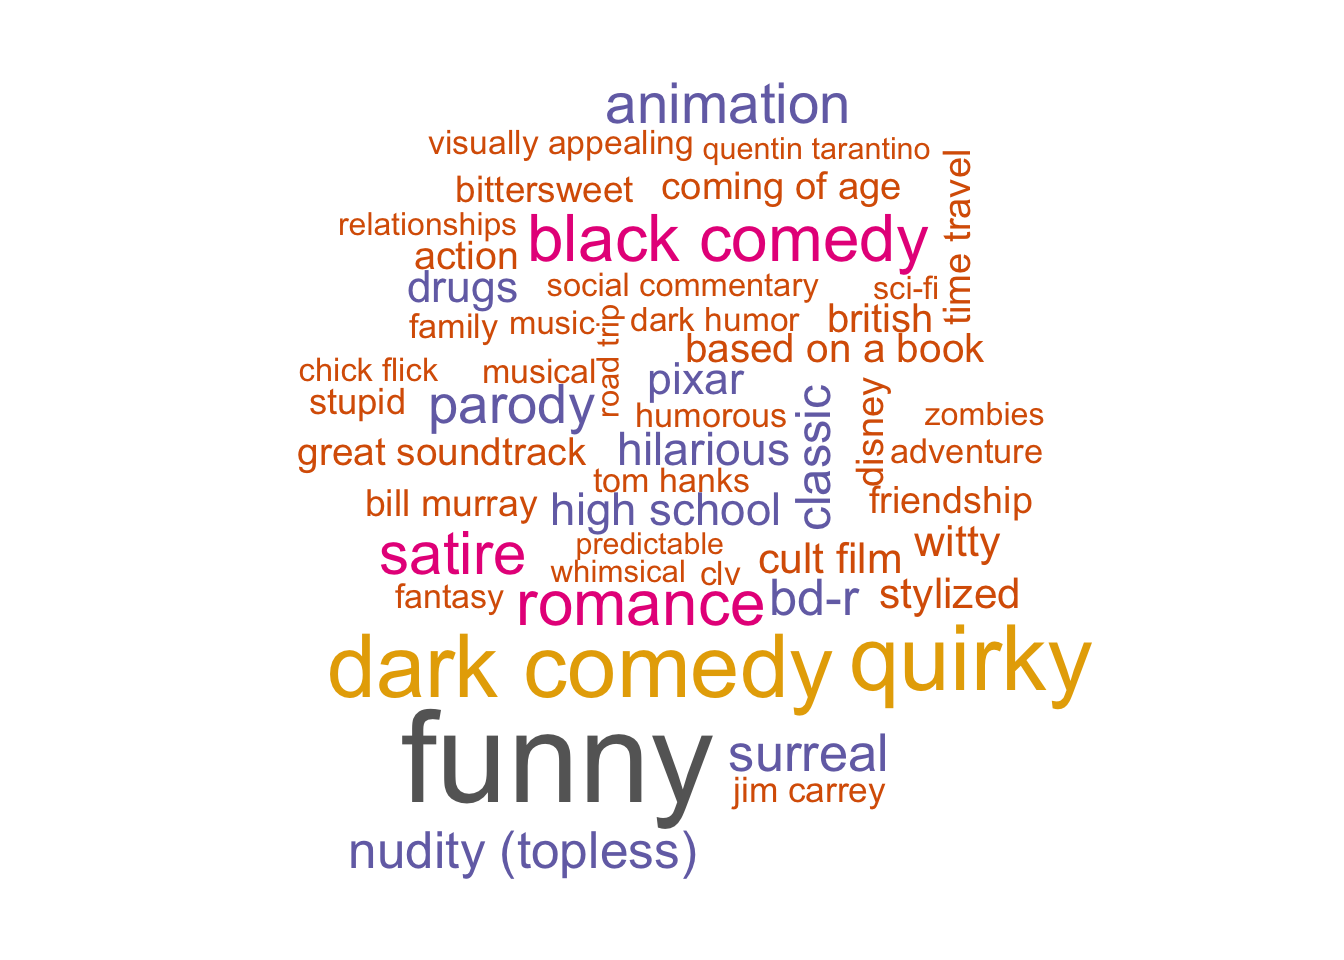 animation
visually appealing
quentin tarantino
time travel
bittersweet
coming of age
relationships
black comedy
action
drugs
social commentary
sci-fi
family
music
road trip
dark humor
british
based on a book
chick flick
musical
pixar
stupid
parody
humorous
classic
disney
zombies
great soundtrack
hilarious
adventure
tom hanks
bill murray
high school
friendship
satire
predictable
cult film
witty
whimsical
clv
fantasy
romance
bd-r
stylized
dark comedy
quirky
funny
surreal
jim carrey
nudity (topless)